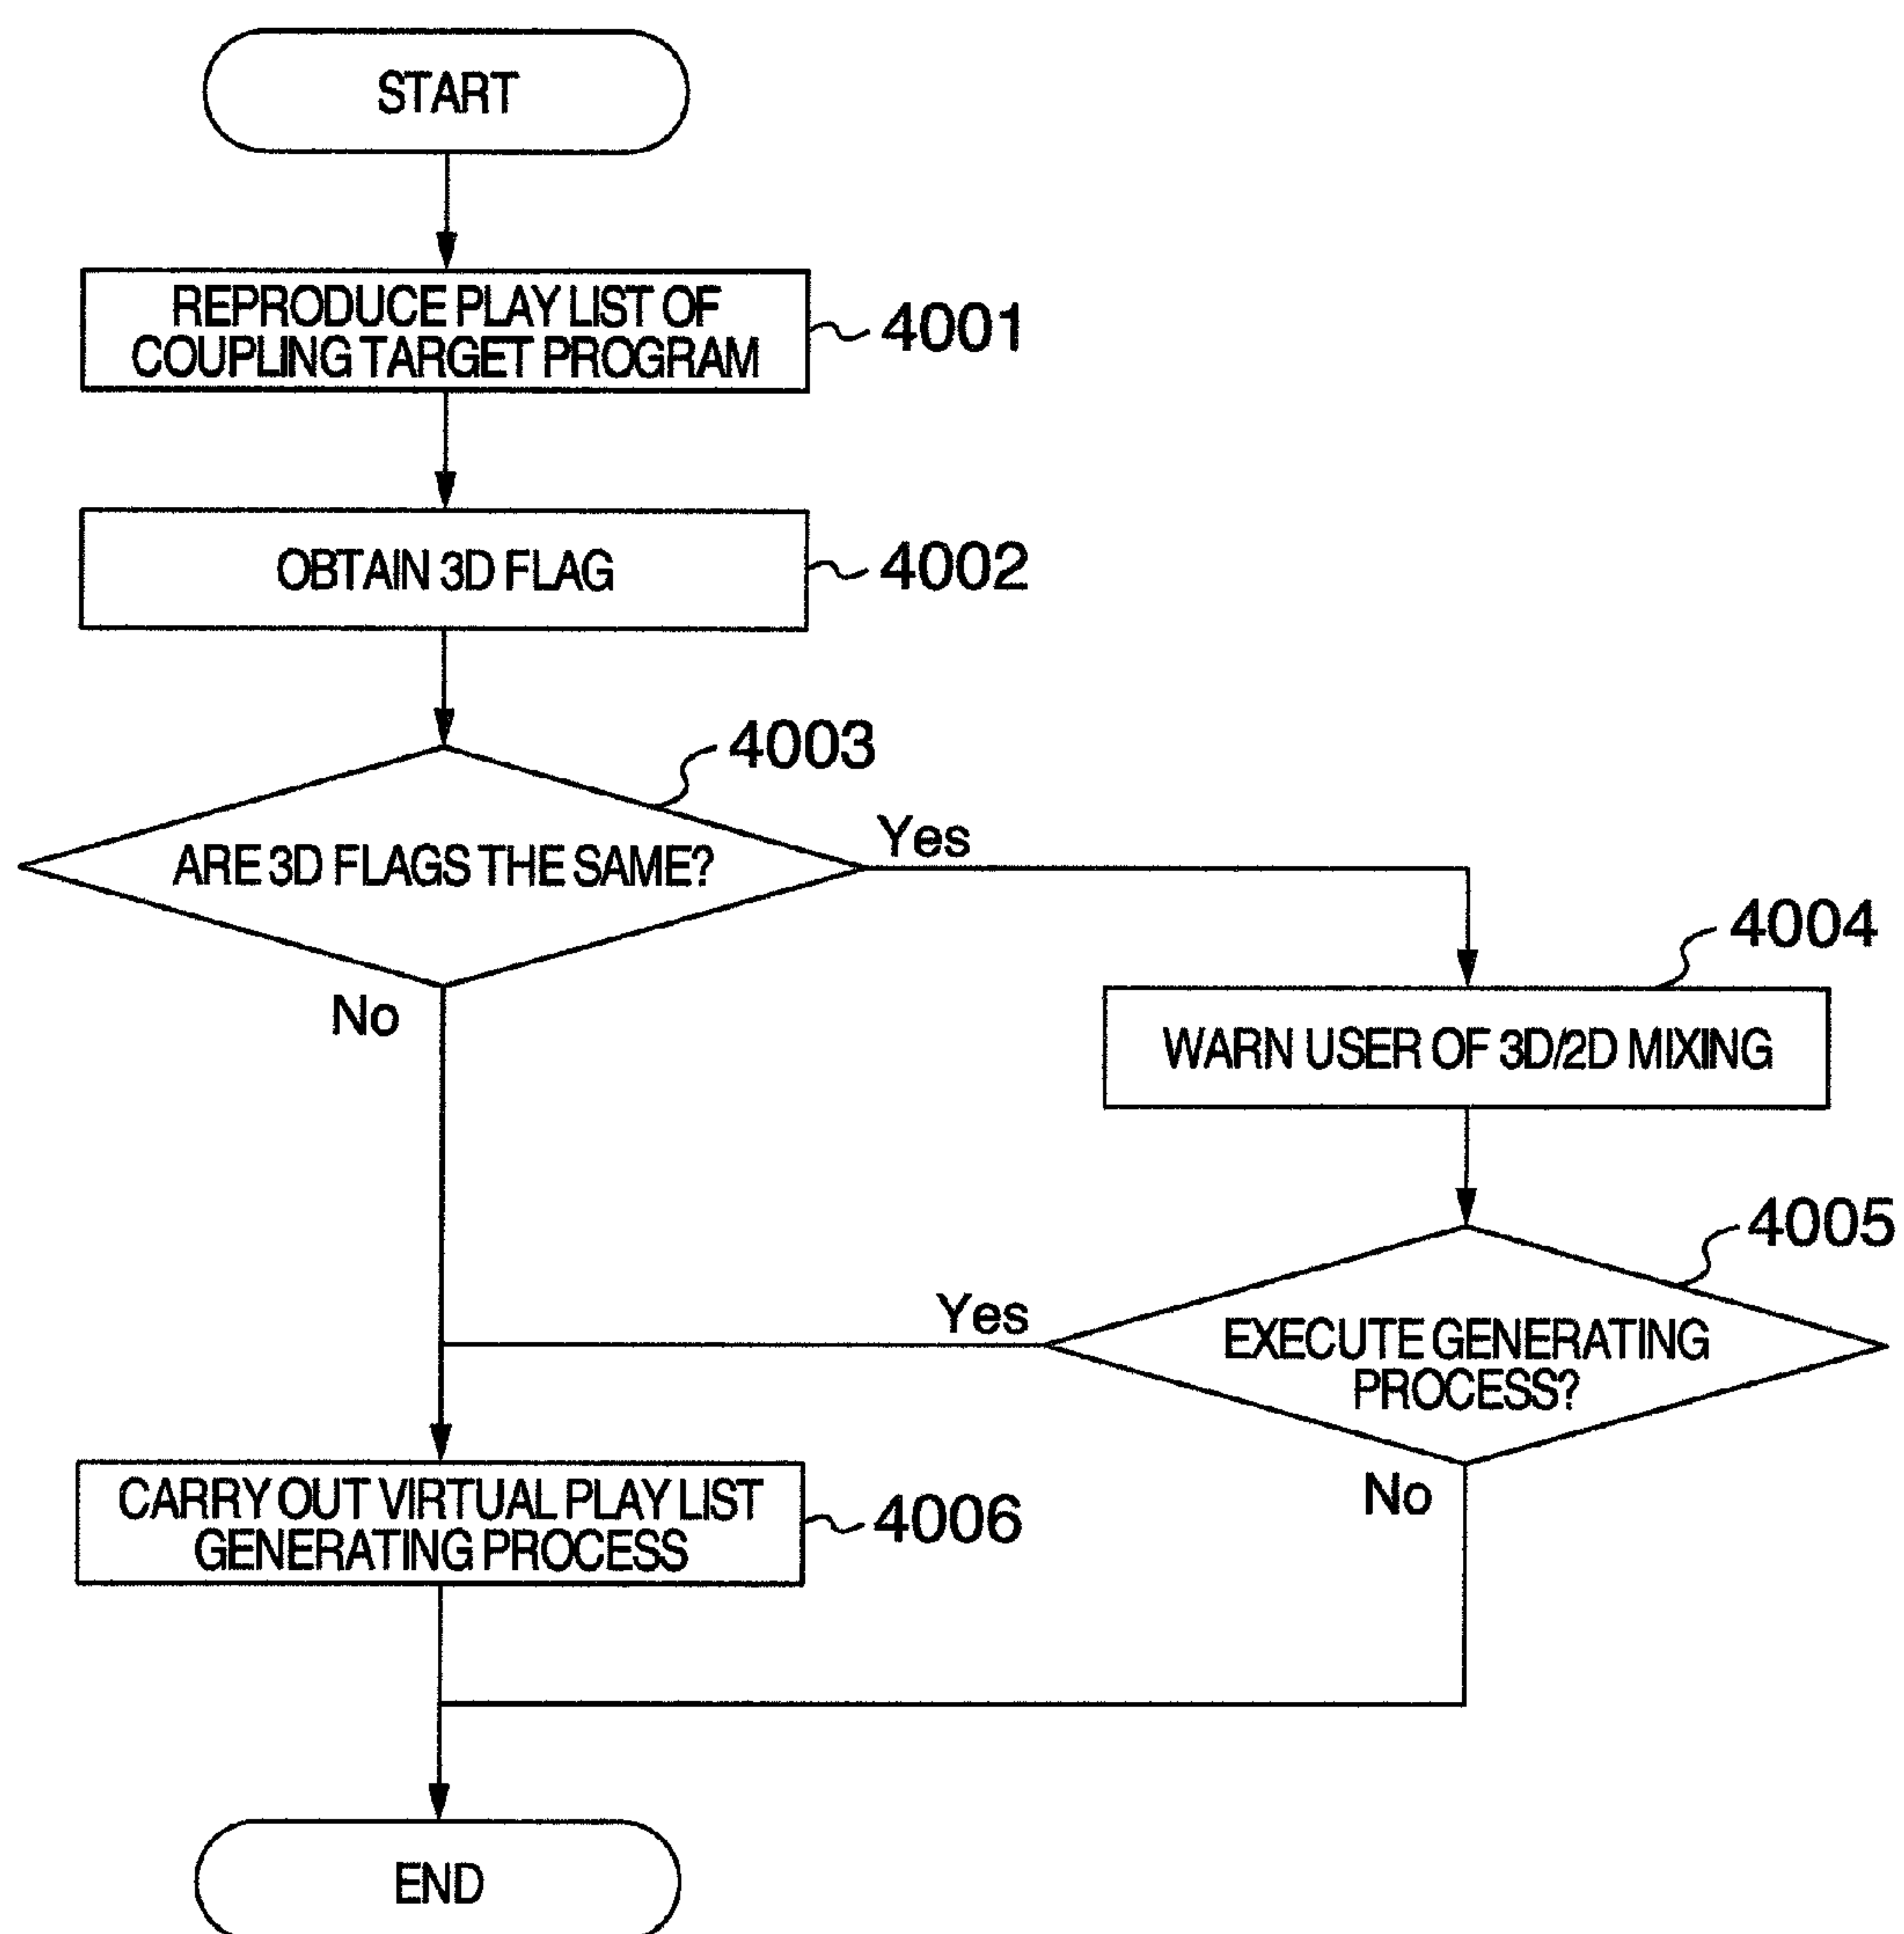 START
REPRODUCE PLAY LIST OF
COUPLING TARGET PROGRAM
4001
OBTAIN 3D FLAG
4002
4003
ARE 3D FLAGS THE SAME?
Yes
No
4004
WARN USER OF 3D/2D MIXING
4005
EXECUTE GENERATING
PROCESS?
Yes
No
CARRY OUT VIRTUAL PLAY LIST
GENERATING PROCESS
4006
END